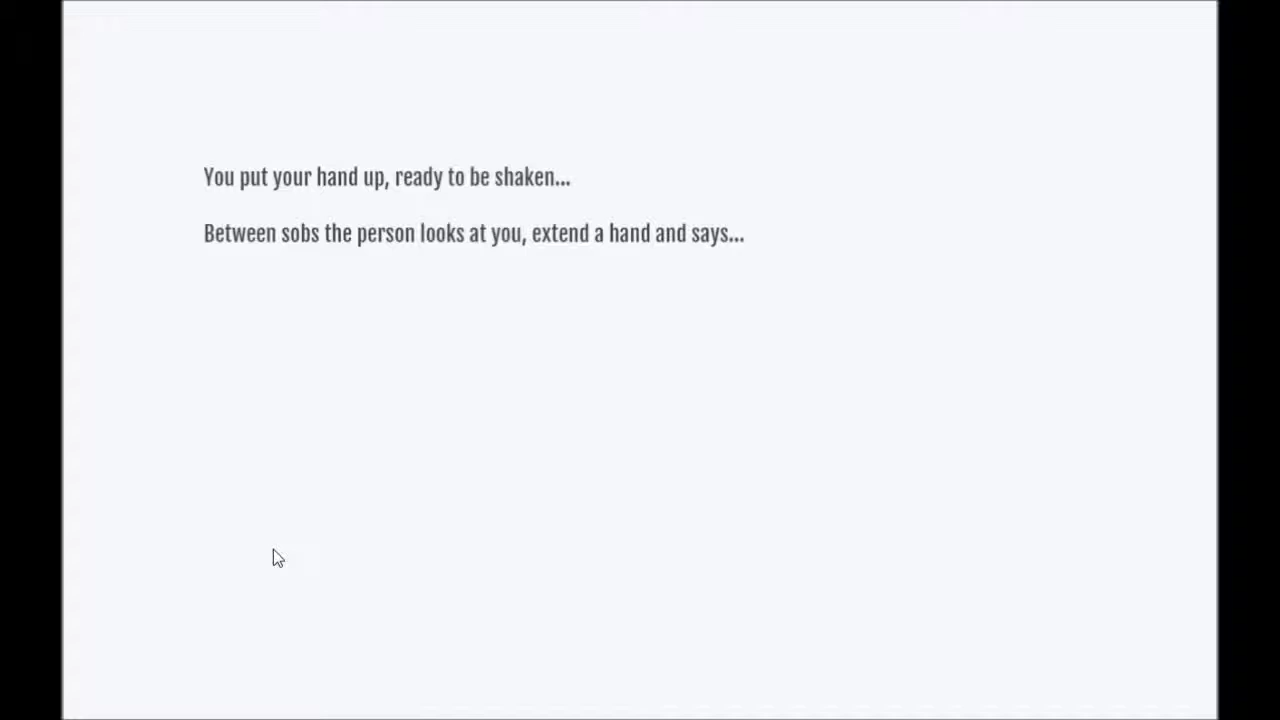 You put your hand up, ready to be shaken...
Between sobs the person looks at you, extend a hand and says...